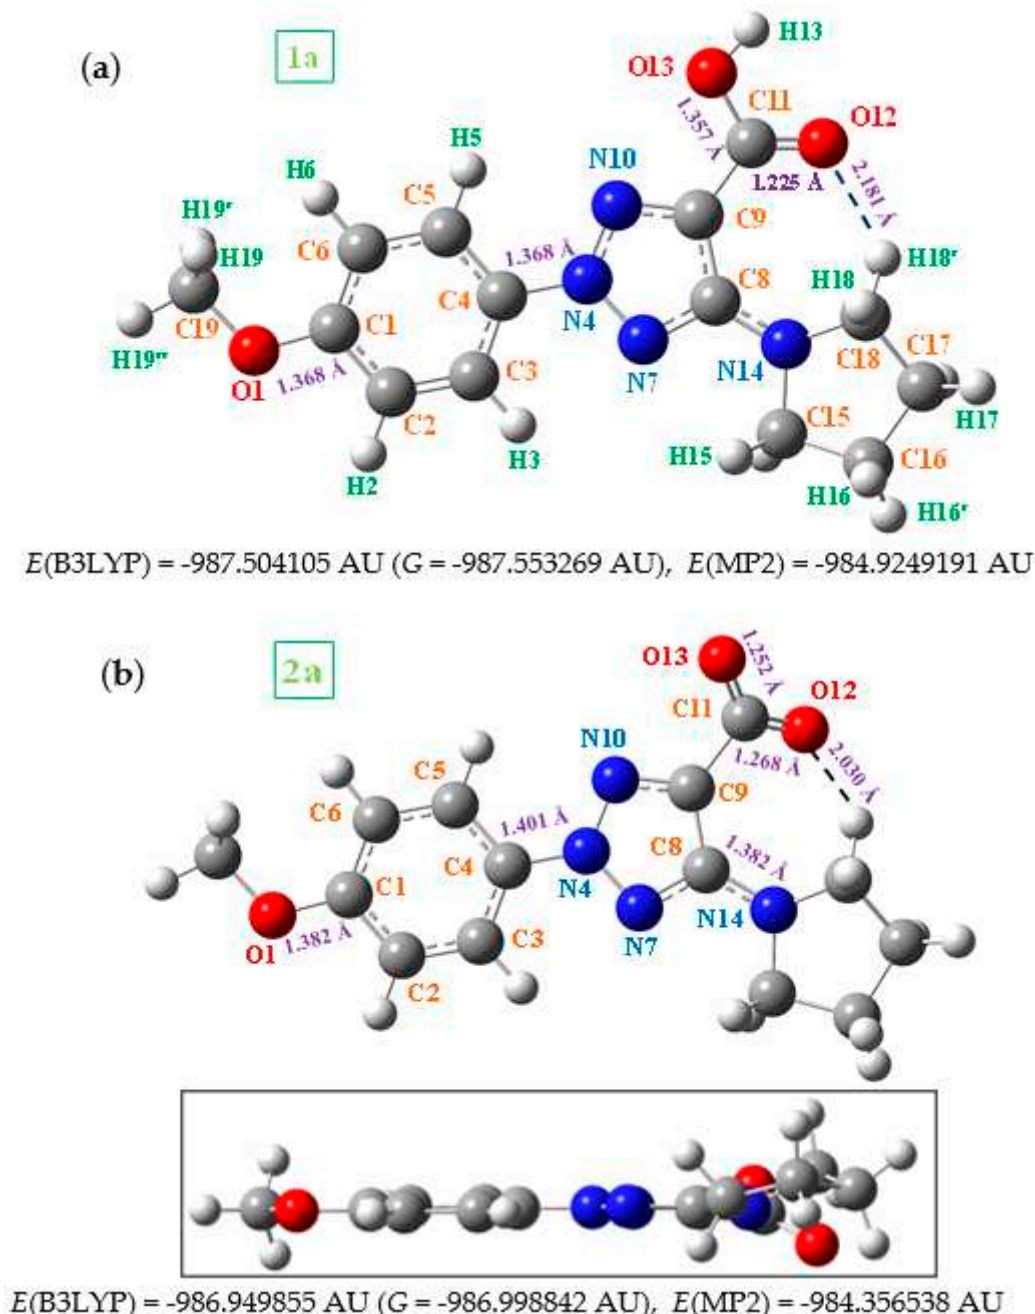 (a)
1a
H13
O13
C11
O12
1.357 Å
1.225 Å
2.181 Å
H5
H6
N10
C5
C9
H19'
H19
C6
1.368 Å
C8
H18'
H18
C4
N4
C19
C1
H19"
O1
1.368 Å
C3
N7
N14
C18
C17
C2
H17
C15
H15
C16
H3
H2
H16
H16'
E(B3LYP) = -987.504105 AU (G = -987.553269 AU), E(MP2) = -984.9249191 AU
(b)
2a
O13
1.252 Å
O12
C11
N10
1.268 Å
2.030 Å
C5
C9
C6
1.401 Å
C8
1.382 Å
C4
C1
N4
N7
N14
O1
1.382 Å
C3
C2
E(B3LYP) = -986.949855 AU (G = -986.998842 AU), E(MP2) = -984.356538 AU